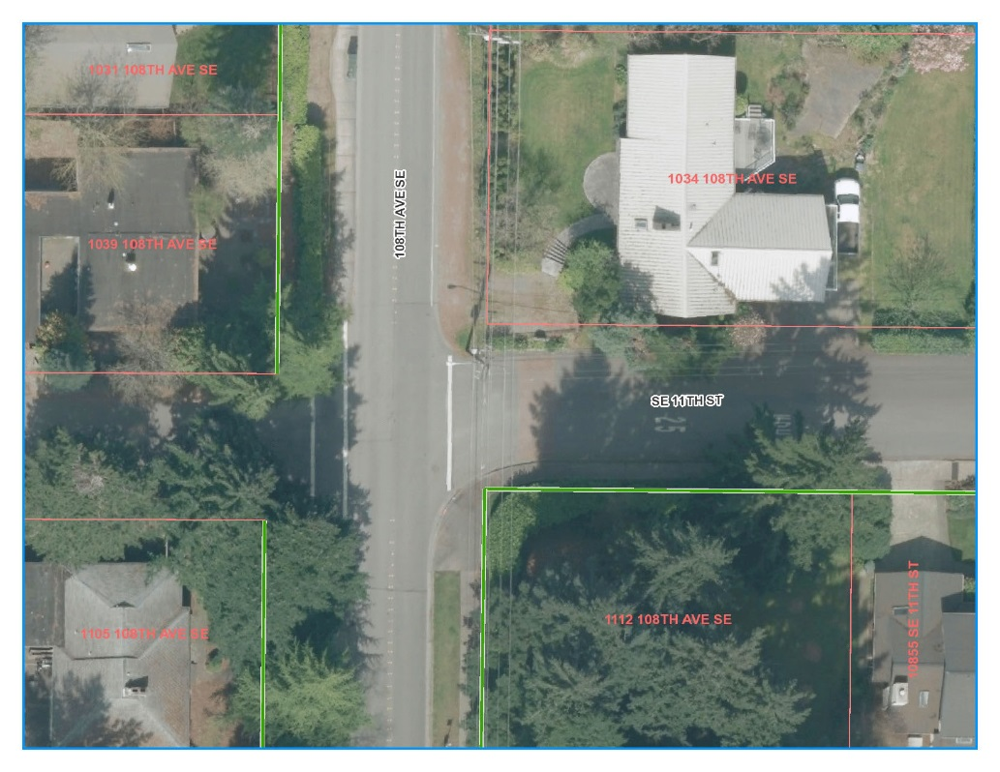 1031 108TH AVE SE
1034 108TH AVE SE
108TH AVE SE
1039 108TH AVE SE
SE 11TH ST
25
1112 108TH AVE SE
10855 SE 11TH ST
1105 108TH AVE SE